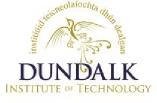 institiúid teicneolaíochta dhún dealgan
DUNDALK
INSTITUTE OF TECHNOLOGY